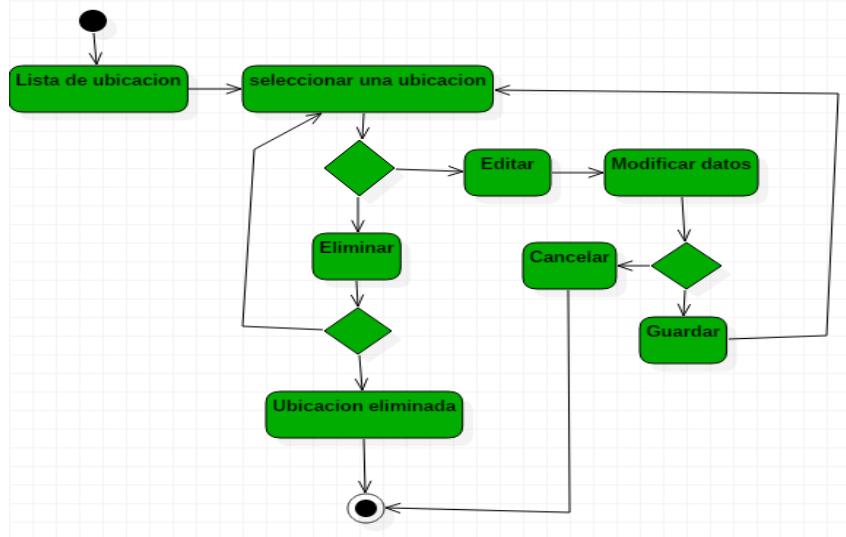 Lista de ubicacion
seleccionar una ubicacion
Editar
Modificar datos
Eliminar
Cancelar
Guardar
Ubicacion eliminada